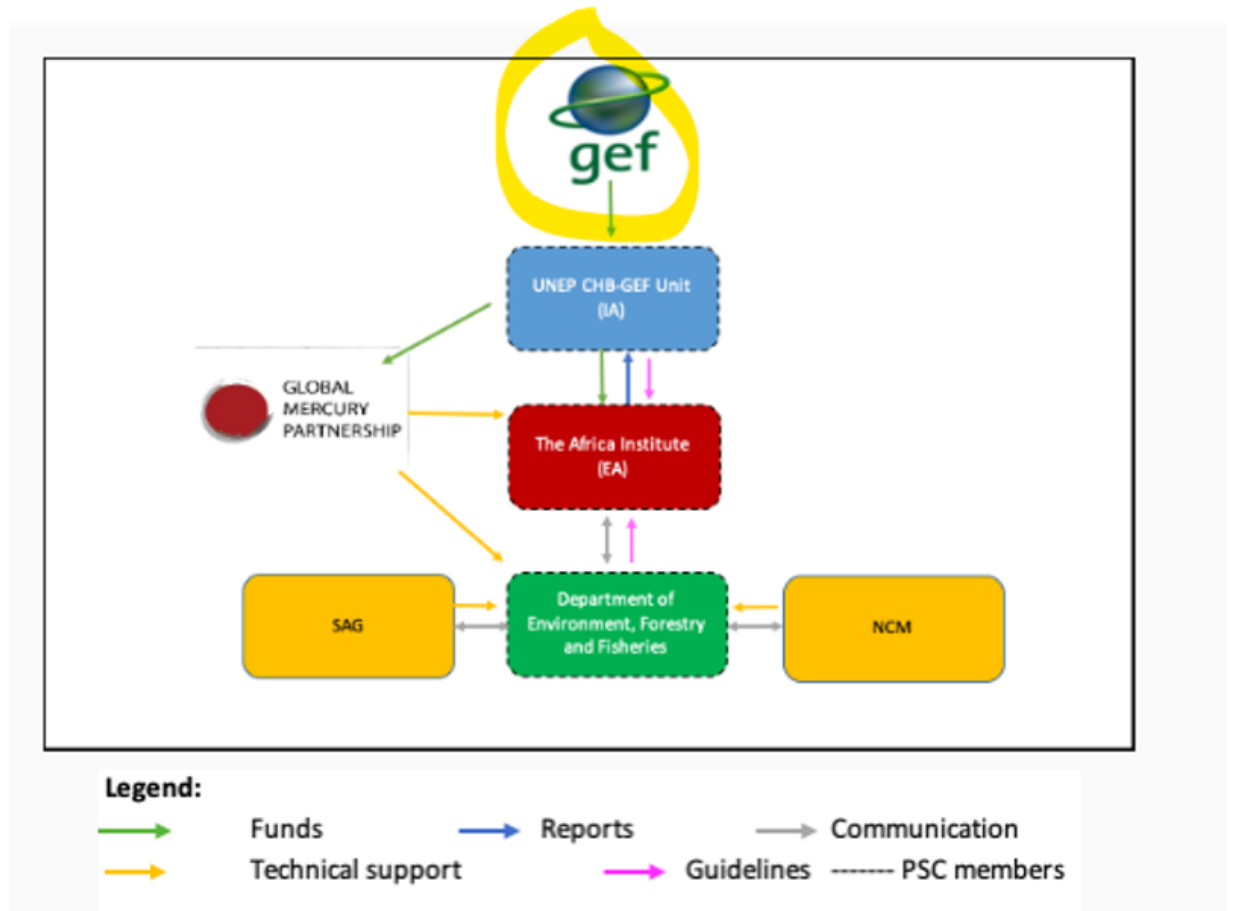 gef
UNEP CHB-GEF Unit
(IA)
GLOBAL
MERCURY
PARTNERSHIP
The Africa Institute
(EA)
SAG
Department of
Environment, Forestry
and Fisheries
NCM
Legend:
Funds Reports Communication
Technical support Guidelines PSC members